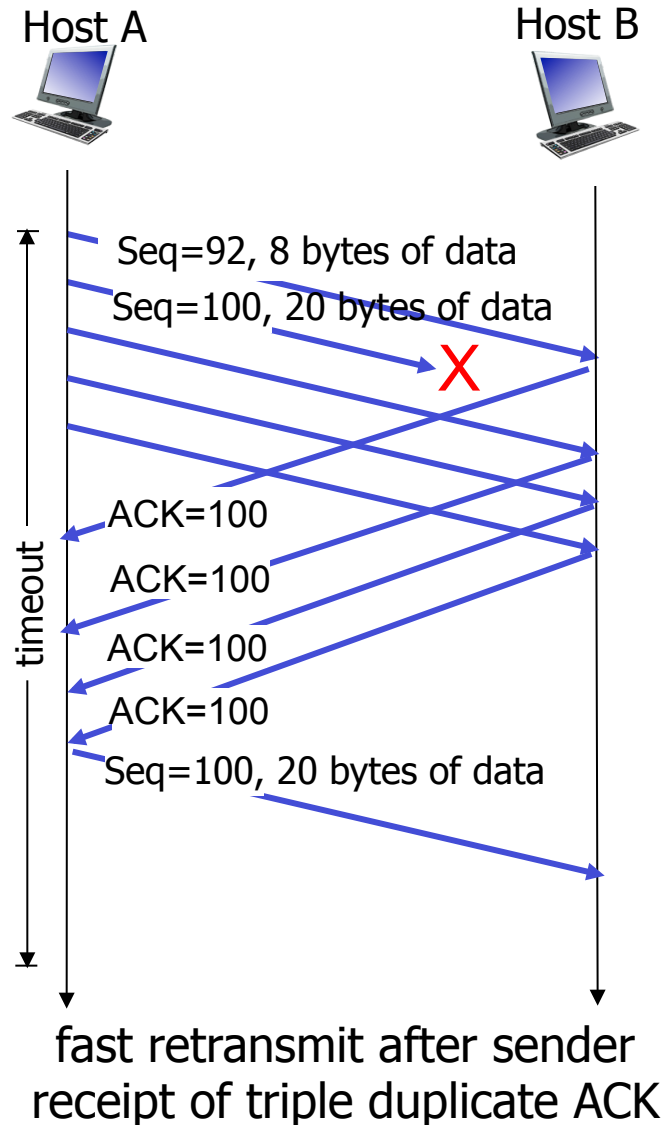 Host A
Host B
Seq=92, 8 bytes of data
Seq=100, 20 bytes of data
X
ACK=100
ACK=100
timeout
ACK=100
ACK=100
Seq=100, 20 bytes of data
fast retransmit after sender
receipt of triple duplicate ACK